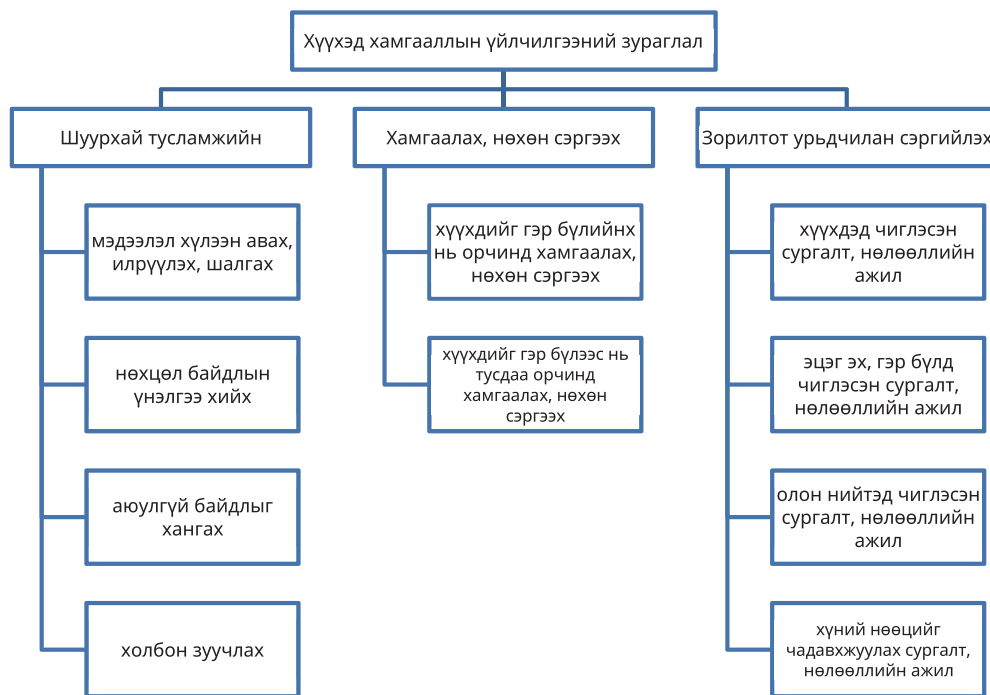 Хүүхэд хамгааллын үйлчилгээний зураглал
Шуурхай тусламжийн
мэдээлэл хүлээн авах,
илрүүлэх, шалгах
нөхцөл байдлын
үнэлгээ хийх
аюулгүй байдлыг
хангах
холбон зуучлах
Хамгаалах, нөхөн сэргээх
хүүхдийг гэр бүлийнх
нь орчинд хамгаалах,
нөхөн сэргээх
хүүхдийг гэр бүлээс нь
тусдаа орчинд
хамгаалах, нөхөн
сэргээх
Зорилтот урьдчилан сэргийлэх
хүүхдэд чиглэсэн
сургалт, нөлөөллийн
ажил
эцэг эх, гэр бүлд
чиглэсэн сургалт,
нөлөөллийн ажил
олон нийтэд чиглэсэн
сургалт, нөлөөллийн
ажил
хүний нөөцийг
чадавхжуулах сургалт,
нөлөөллийн ажил